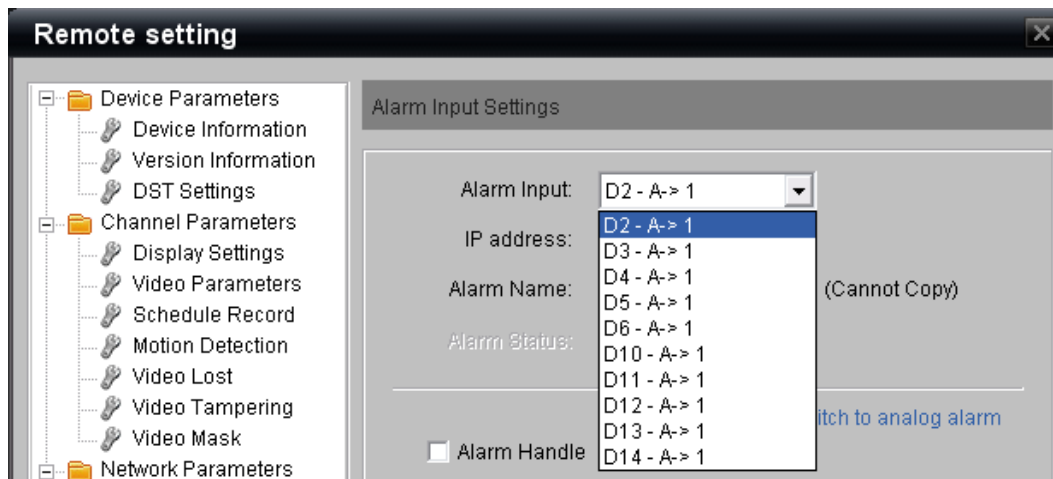 Remote setting
Device Parameters
Device Information
Version Information
DST Settings
Channel Parameters
Display Settings
Video Parameters
Schedule Record
Motion Detection
Video Lost
Video Tampering
Video Mask
Network Parameters
Alarm Input Settings
Alarm Input: D2 - A-> 1
D2 - A-> 1
D3 - A-> 1
D4 - A-> 1
D5 - A-> 1
D6 - A-> 1
D10 - A-> 1
D11 - A-> 1
D12 - A-> 1
D13 - A-> 1
D14 - A-> 1
IP address:
Alarm Name: (Cannot Copy)
Alarm Status:
itch to analog alarm
Alarm Handle